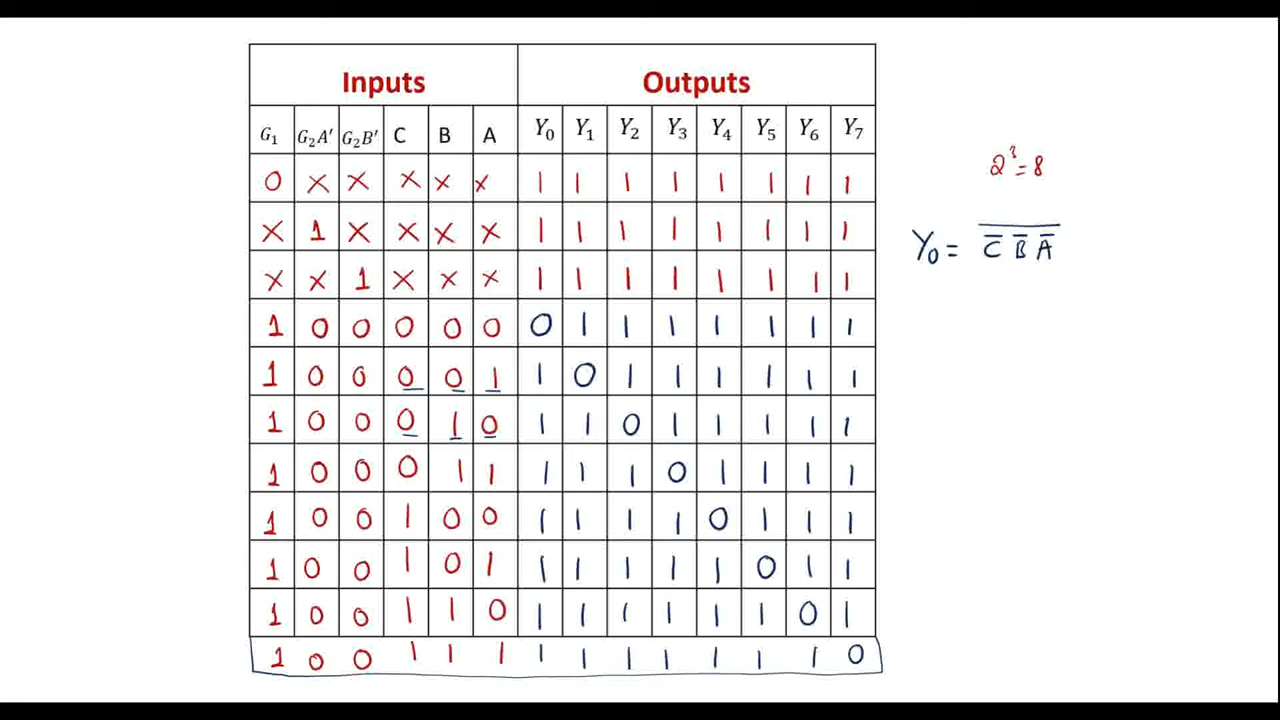 Inputs Outputs
G₁ G₂A′ G₂B′ C B A Y₀ Y₁ Y₂ Y₃ Y₄ Y₅ Y₆ Y₇
0 × × × × × 1 1 1 1 1 1 1 1
× 1 × × × × 1 1 1 1 1 1 1 1
× × 1 × × × 1 1 1 1 1 1 1 1
1 0 0 0 0 0 0 1 1 1 1 1 1 1
1 0 0 0 0 1 1 0 1 1 1 1 1 1
1 0 0 0 1 0 1 1 0 1 1 1 1 1
1 0 0 0 1 1 1 1 1 0 1 1 1 1
1 0 0 1 0 0 1 1 1 1 0 1 1 1
1 0 0 1 0 1 1 1 1 1 1 0 1 1
1 0 0 1 1 0 1 1 1 1 1 1 0 1
1 0 0 1 1 1 1 1 1 1 1 1 1 0
2³=8
Y₀ = \overline{C̅ B̅ A̅}